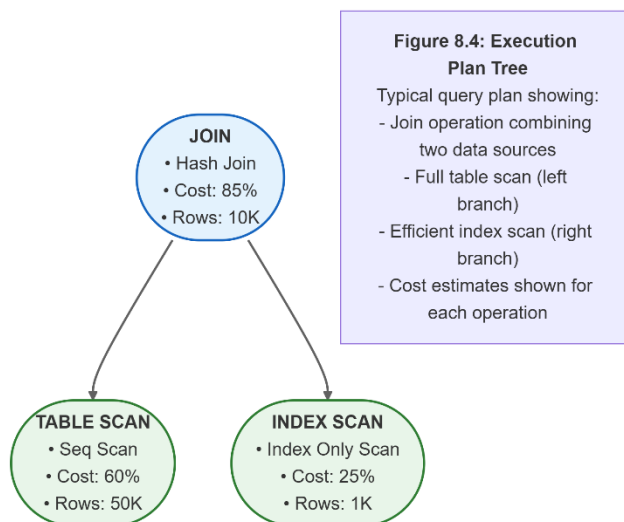 Figure 8.4: Execution
Plan Tree
Typical query plan showing:
- Join operation combining
two data sources
- Full table scan (left
branch)
- Efficient index scan (right
branch)
- Cost estimates shown for
each operation
JOIN
• Hash Join
• Cost: 85%
• Rows: 10K
TABLE SCAN
• Seq Scan
• Cost: 60%
• Rows: 50K
INDEX SCAN
• Index Only Scan
• Cost: 25%
• Rows: 1K